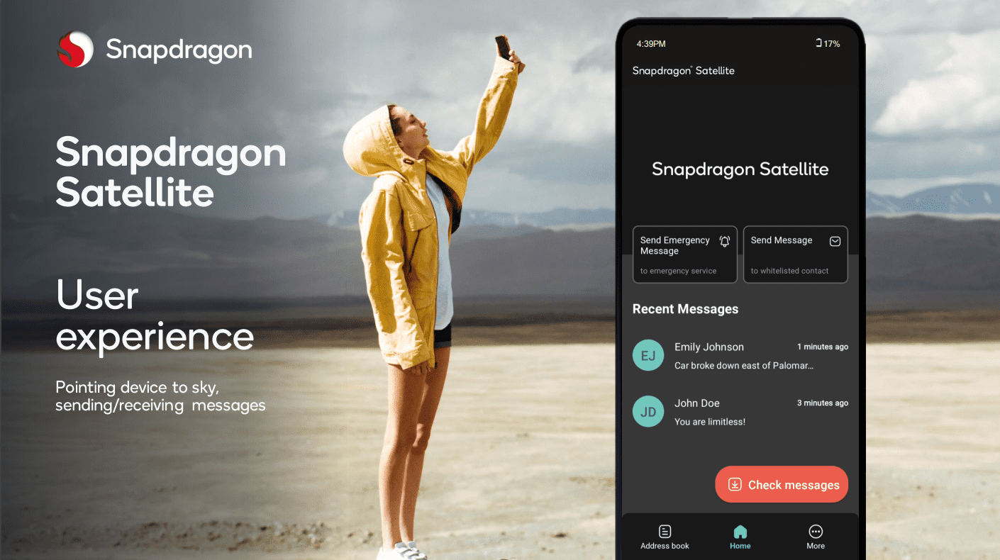 Snapdragon
Snapdragon
Satellite
User
experience
Pointing device to sky,
sending/receiving messages
4:39PM
17%
Snapdragon® Satellite
Snapdragon Satellite
Send Emergency
Message
to emergency service
Send Message
to whitelisted contact
Recent Messages
EJ
Emily Johnson
1 minutes ago
Car broke down east of Palomar...
JD
John Doe
3 minutes ago
You are limitless!
Check messages
Address book
Home
More